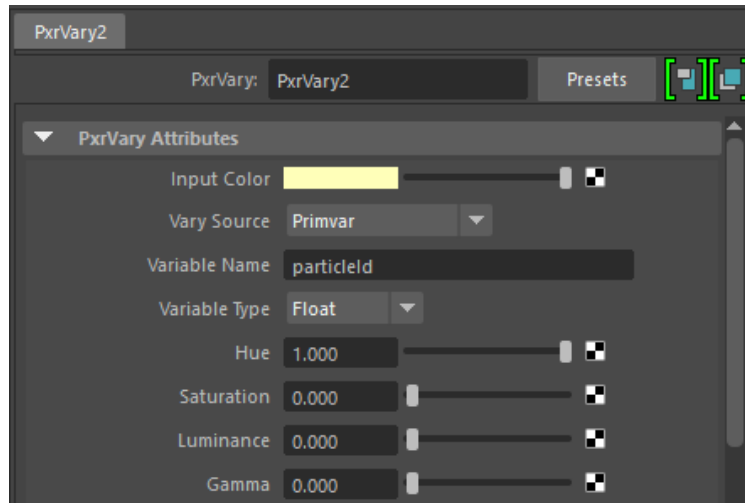 PxrVary2
PxrVary: PxrVary2 Presets
PxrVary Attributes
Input Color
Vary Source Primvar
Variable Name particleId
Variable Type Float
Hue 1.000
Saturation 0.000
Luminance 0.000
Gamma 0.000